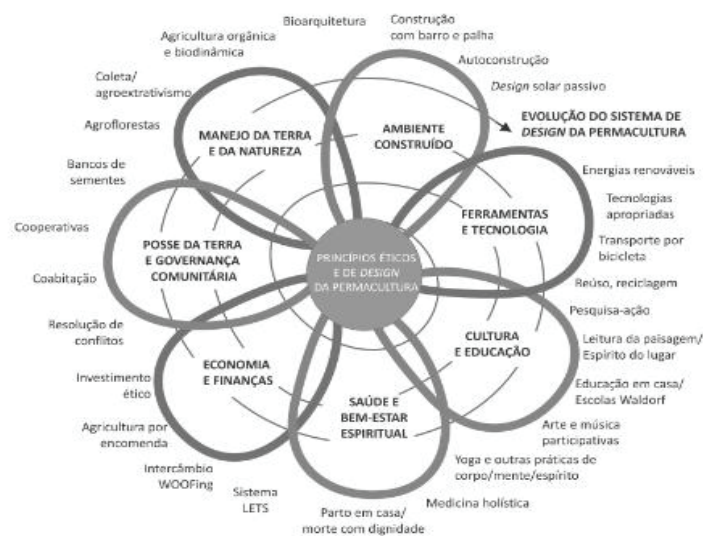 Bioarquitetura
Construção
com barro e palha
Agricultura orgânica
e biodinâmica
Autoconstrução
Coleta/
agroextrativismo
Design solar passivo
EVOLUÇÃO DO SISTEMA DE
DESIGN DA PERMACULTURA
Agroflorestas
MANEJO DA TERRA
E DA NATUREZA
AMBIENTE
CONSTRUÍDO
Bancos de
sementes
Energias renováveis
Tecnologias
apropriadas
Cooperativas
POSSE DA TERRA
E GOVERNANÇA
COMUNITÁRIA
FERRAMENTAS
E TECNOLOGIA
Transporte por
bicicleta
PRINCÍPIOS ÉTICOS
E DE DESIGN
DA PERMACULTURA
Coabitação
Reúso, reciclagem
Pesquisa-ação
Resolução de
conflitos
ECONOMIA
E FINANÇAS
CULTURA
E EDUCAÇÃO
Leitura da paisagem/
Espírito do lugar
Investimento
ético
Educação em casa/
Escolas Waldorf
SAÚDE E
BEM-ESTAR
ESPIRITUAL
Agricultura por
encomenda
Arte e música
participativas
Intercâmbio
WOOFing
Yoga e outras práticas de
corpo/mente/espírito
Sistema
LETS
Medicina holística
Parto em casa/
morte com dignidade